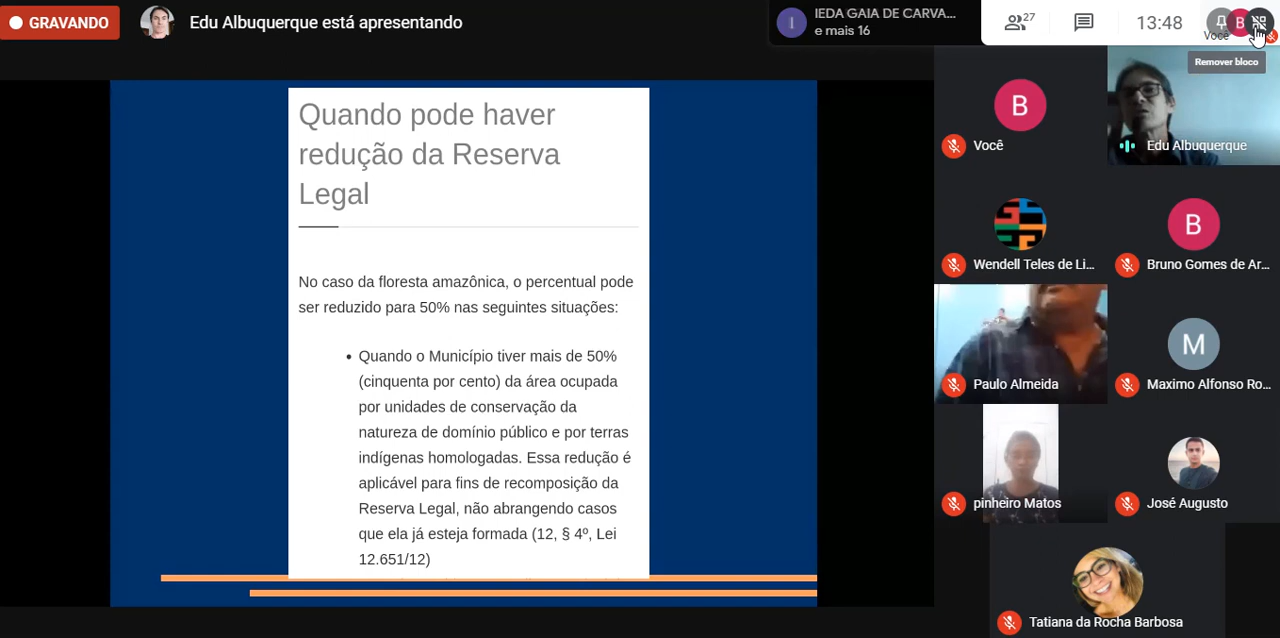 GRAVANDO
Edu Albuquerque está apresentando
I
IEDA GAIA DE CARVA...
e mais 16
27
13:48
B
Você
Remover bloco
Quando pode haver
redução da Reserva
Legal
No caso da floresta amazônica, o percentual pode
ser reduzido para 50% nas seguintes situações:
• Quando o Município tiver mais de 50%
(cinquenta por cento) da área ocupada
por unidades de conservação da
natureza de domínio público e por terras
indígenas homologadas. Essa redução é
aplicável para fins de recomposição da
Reserva Legal, não abrangendo casos
que ela já esteja formada (12, § 4º, Lei
12.651/12)
B
Você
Edu Albuquerque
Wendell Teles de Li...
B
Bruno Gomes de Ar...
Paulo Almeida
M
Maximo Alfonso Ro...
pinheiro Matos
José Augusto
Tatiana da Rocha Barbosa